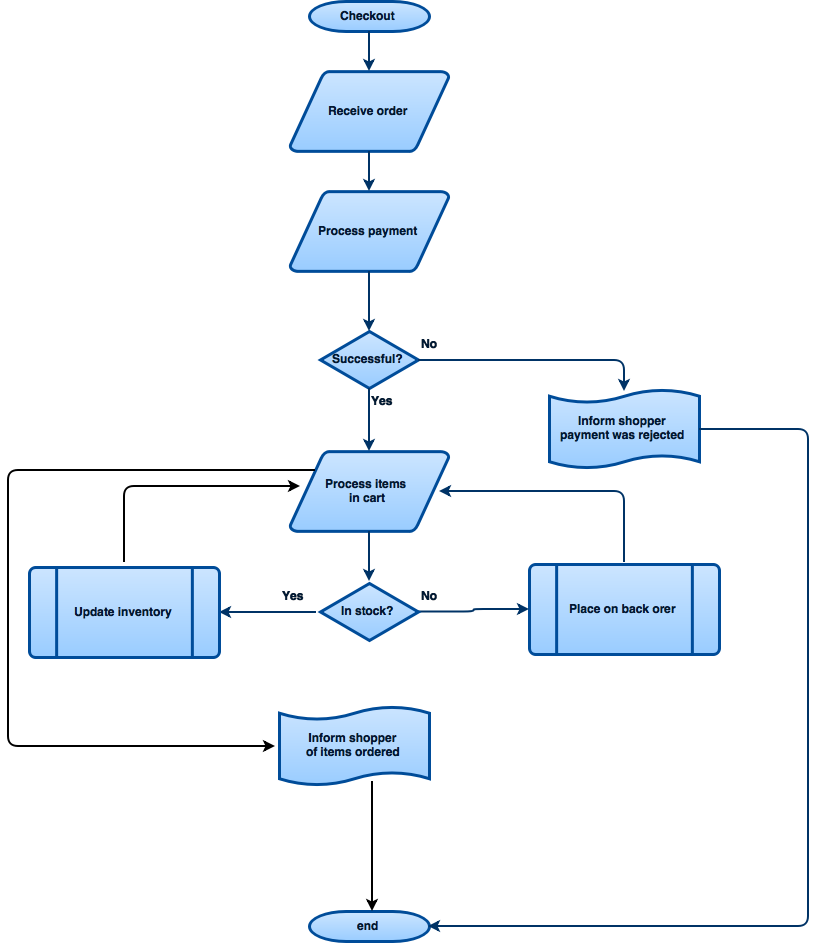 Checkout
Receive order
Process payment
Successful?
No
Yes
Inform shopper
payment was rejected
Process items
in cart
Yes
In stock?
No
Update inventory
Place on back orer
Inform shopper
of items ordered
end